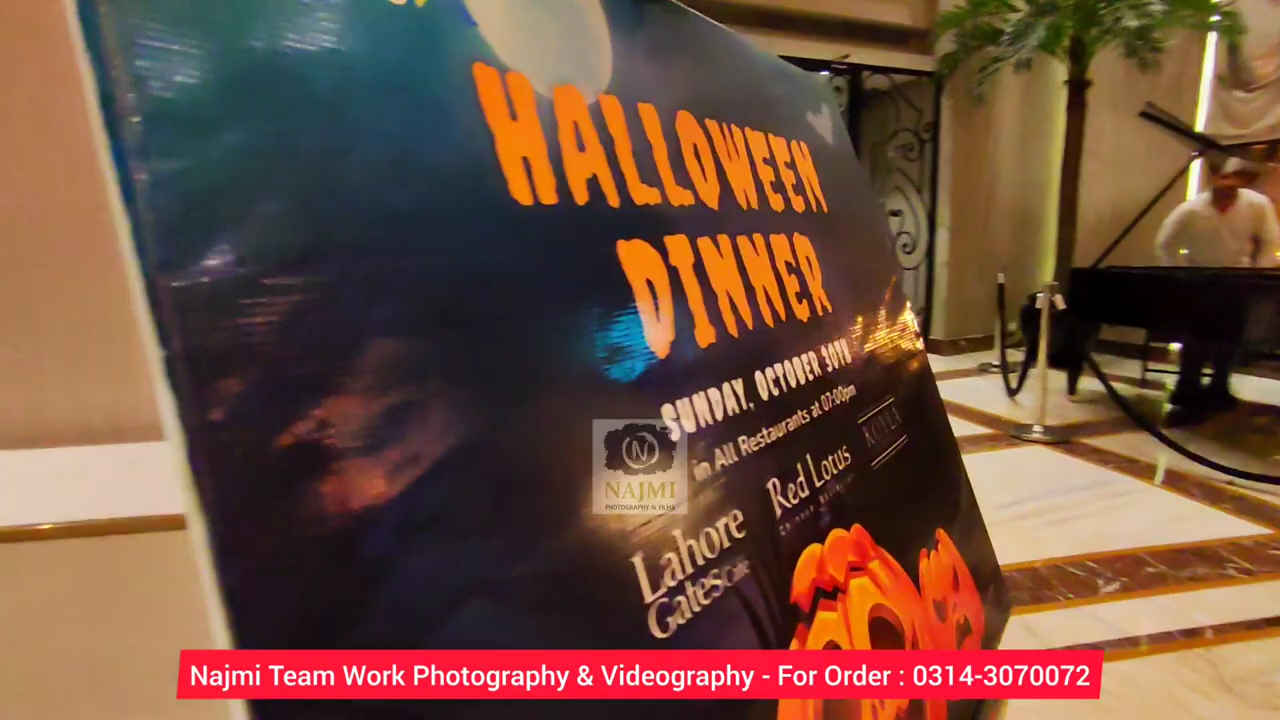 HALLOWEEN
DINNER
SUNDAY, OCTOBER 30TH
in All Restaurants at 07:00pm
KOYLA
Red Lotus
Lahore
Gates Cafe
N
NAJMI
PHOTOGRAPHY & FILMS
Najmi Team Work Photography & Videography - For Order : 0314-3070072